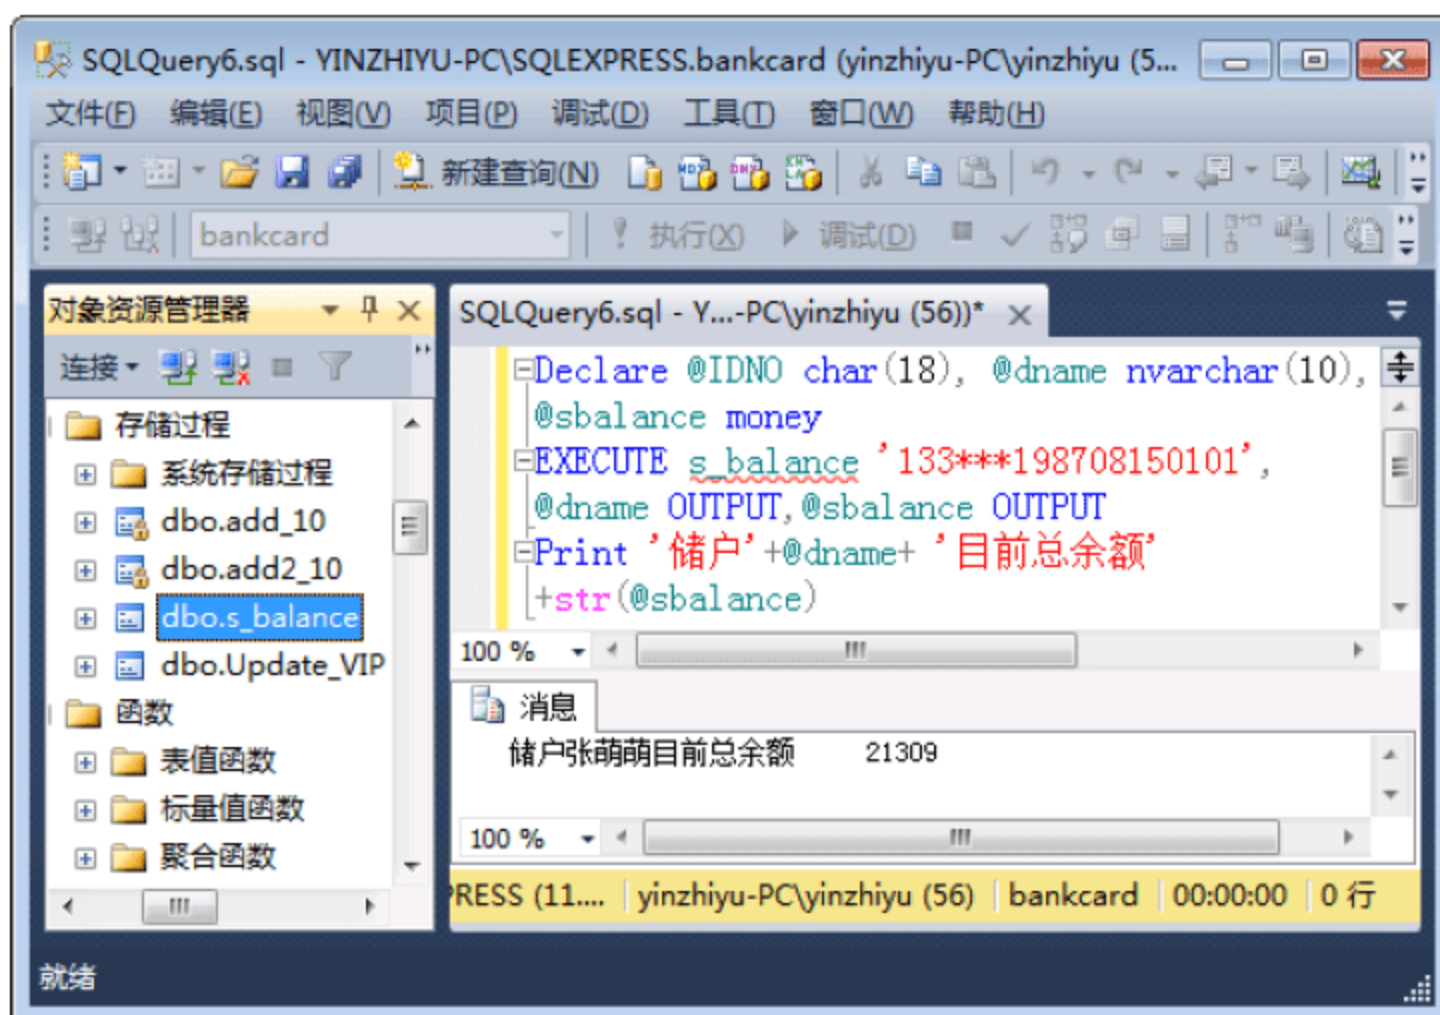 SQLQuery6.sql - YINZHIYU-PC\SQLEXPRESS.bankcard (yinzhiyu-PC\yinzhiyu (5...
文件(F) 编辑(E) 视图(V) 项目(P) 调试(D) 工具(T) 窗口(W) 帮助(H)
新建查询(N)
bankcard 执行(X) 调试(D)
对象资源管理器
连接
存储过程
系统存储过程
dbo.add_10
dbo.add2_10
dbo.s_balance
dbo.Update_VIP
函数
表值函数
标量值函数
聚合函数
SQLQuery6.sql - Y...-PC\yinzhiyu (56))*
Declare @IDNO char(18), @dname nvarchar(10),
@sbalance money
EXECUTE s_balance '133***198708150101',
@dname OUTPUT,@sbalance OUTPUT
Print '储户'+@dname+ '目前总余额'
+str(@sbalance)
100 %
消息
储户张萌萌目前总余额 21309
100 %
PRESS (11.... yinzhiyu-PC\yinzhiyu (56) bankcard 00:00:00 0 行
就绪